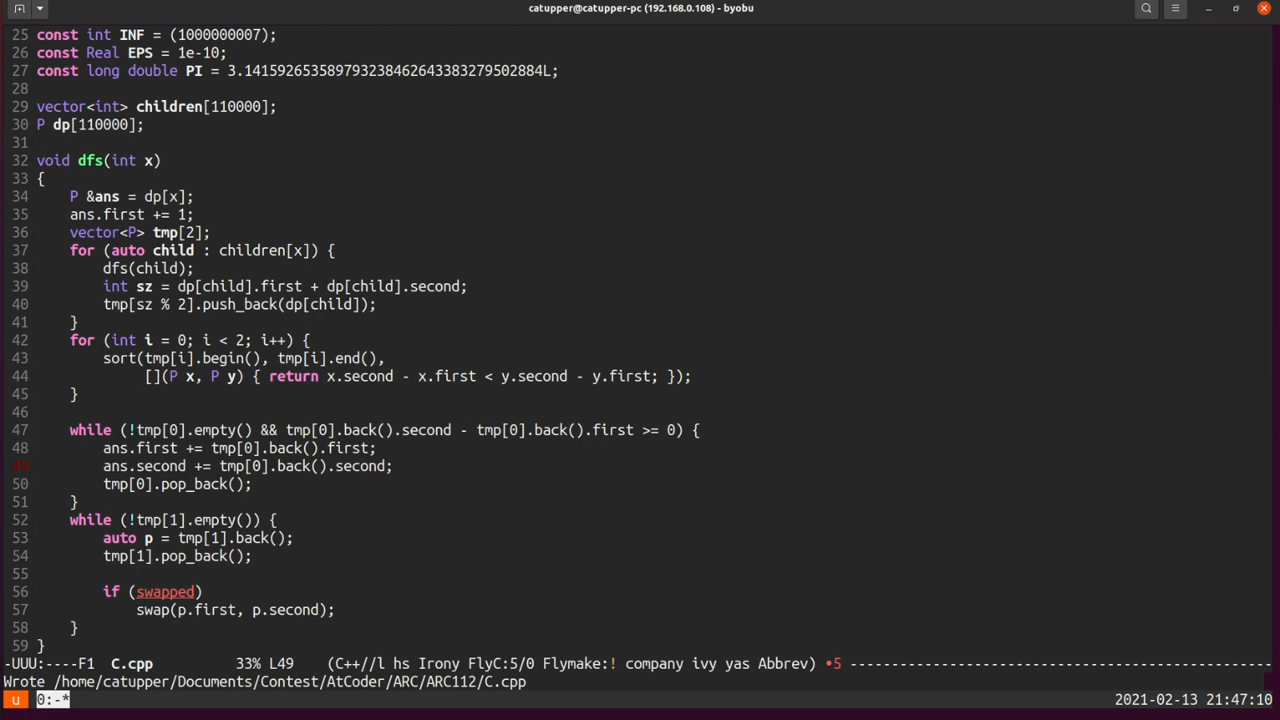 catupper@catupper-pc (192.168.0.108) - byobu
25 const int INF = (1000000007);
26 const Real EPS = 1e-10;
27 const long double PI = 3.1415926535897932384626433832795028​84L;
28
29 vector<int> children[110000];
30 P dp[110000];
31
32 void dfs(int x)
33 {
34     P &ans = dp[x];
35     ans.first += 1;
36     vector<P> tmp[2];
37     for (auto child : children[x]) {
38         dfs(child);
39         int sz = dp[child].first + dp[child].second;
40         tmp[sz % 2].push_back(dp[child]);
41     }
42     for (int i = 0; i < 2; i++) {
43         sort(tmp[i].begin(), tmp[i].end(),
44              [](P x, P y) { return x.second - x.first < y.second - y.first; });
45     }
46
47     while (!tmp[0].empty() && tmp[0].back().second - tmp[0].back().first >= 0) {
48         ans.first += tmp[0].back().first;
49         ans.second += tmp[0].back().second;
50         tmp[0].pop_back();
51     }
52     while (!tmp[1].empty()) {
53         auto p = tmp[1].back();
54         tmp[1].pop_back();
55
56         if (swapped)
57             swap(p.first, p.second);
58     }
59 }
-UUU:----F1  C.cpp          33% L49    (C++//l hs Irony FlyC:5/0 Flymake:! company ivy yas Abbrev) •5 ---------------------------------------------------
Wrote /home/catupper/Documents/Contest/AtCoder/ARC/ARC112/C.cpp
u 0:-* 2021-02-13 21:47:10